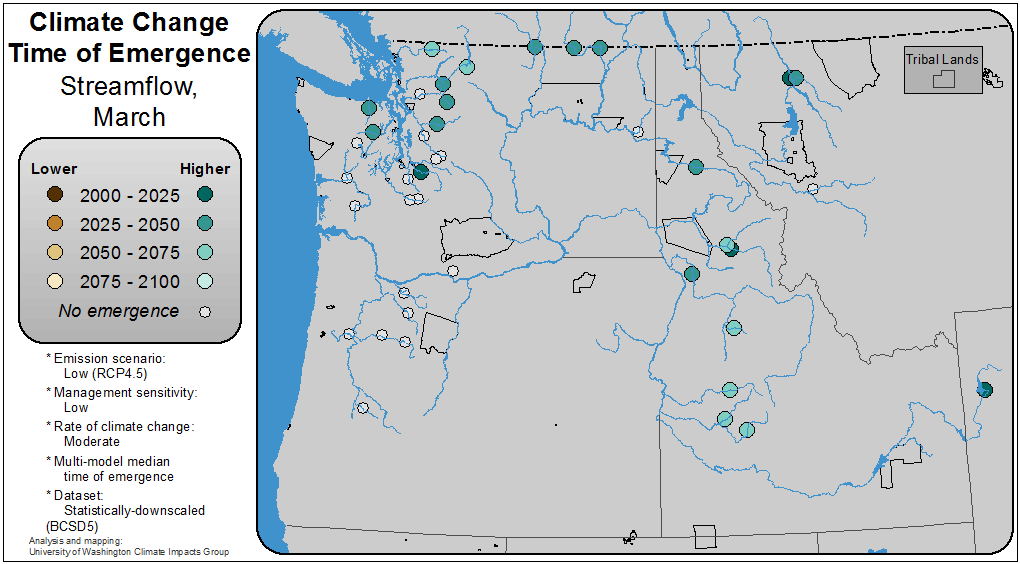 Climate Change
Time of Emergence
Streamflow,
March
Lower Higher
2000 - 2025
2025 - 2050
2050 - 2075
2075 - 2100
No emergence
* Emission scenario:
Low (RCP4.5)
* Management sensitivity:
Low
* Rate of climate change:
Moderate
* Multi-model median
time of emergence
* Dataset:
Statistically-downscaled
(BCSD5)
Analysis and mapping:
University of Washington Climate Impacts Group
Tribal Lands